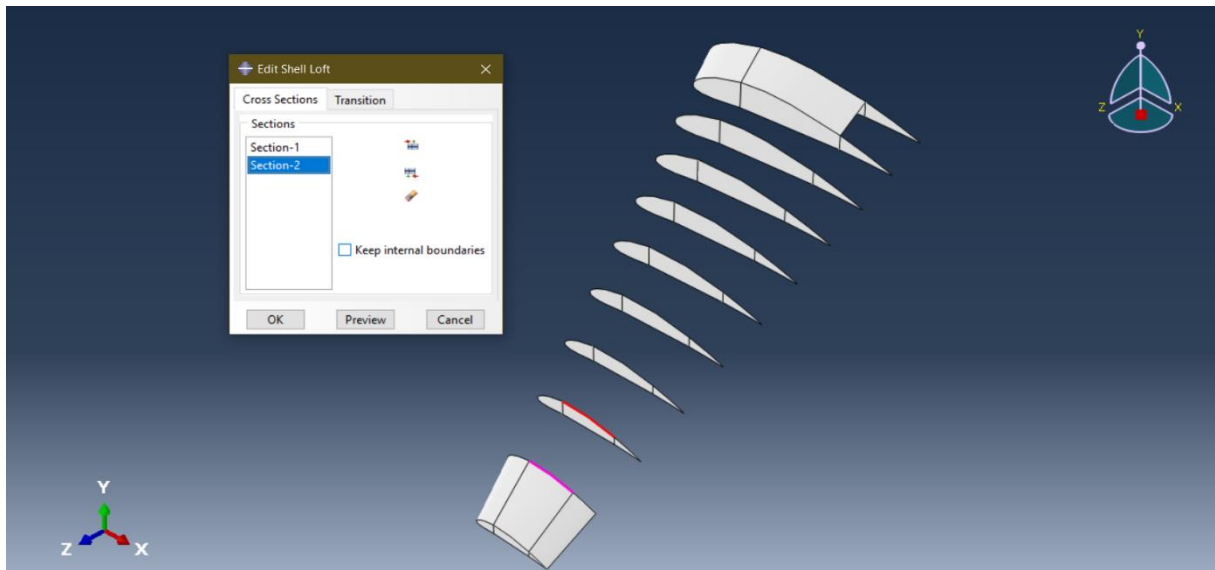 Edit Shell Loft
Cross Sections Transition
Sections
Section-1
Section-2
Keep internal boundaries
OK Preview Cancel
Y
Z X
Y
Z X